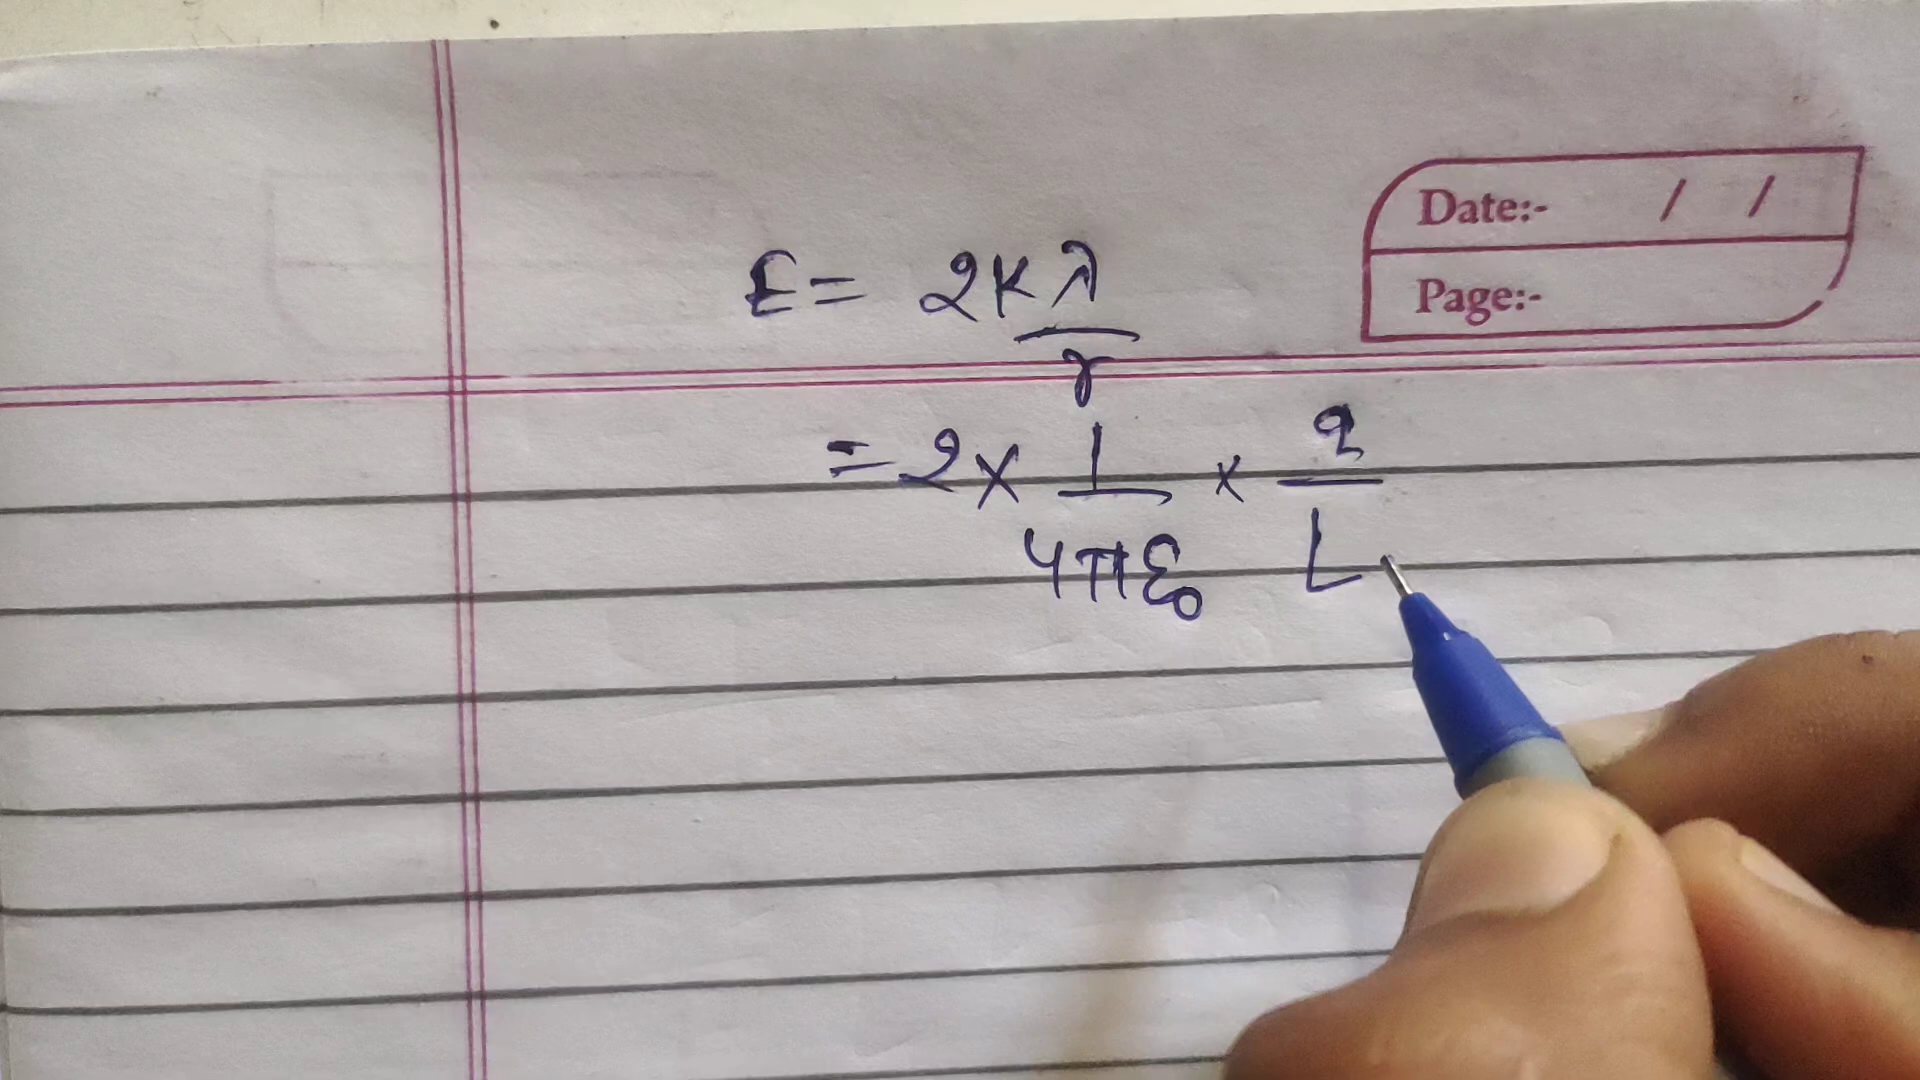 Date:- / /
Page:-
E = 2Kλ/r
= 2 × 1/4πε₀ × q/L